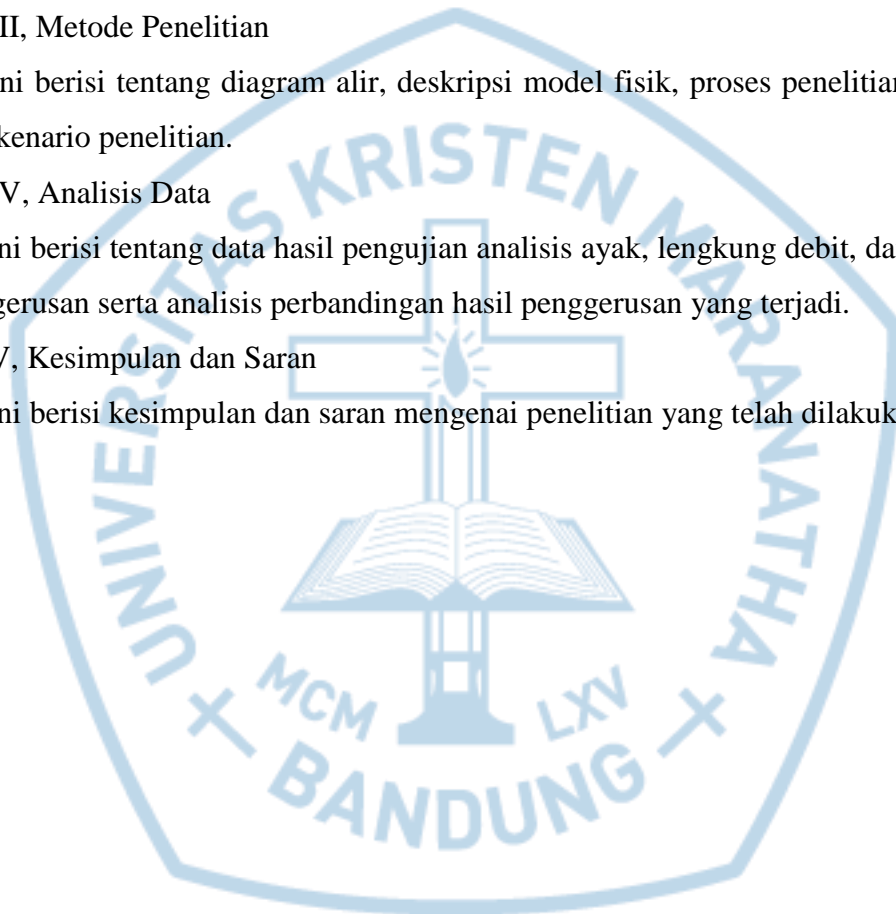 II, Metode Penelitian
ni berisi tentang diagram alir, deskripsi model fisik, proses penelitian
kenario penelitian.
V, Analisis Data
ni berisi tentang data hasil pengujian analisis ayak, lengkung debit, da
gerusan serta analisis perbandingan hasil penggerusan yang terjadi.
V, Kesimpulan dan Saran
ni berisi kesimpulan dan saran mengenai penelitian yang telah dilakuk
UNIVERSITAS KRISTEN MARANATHA
MCM LXV
BANDUNG